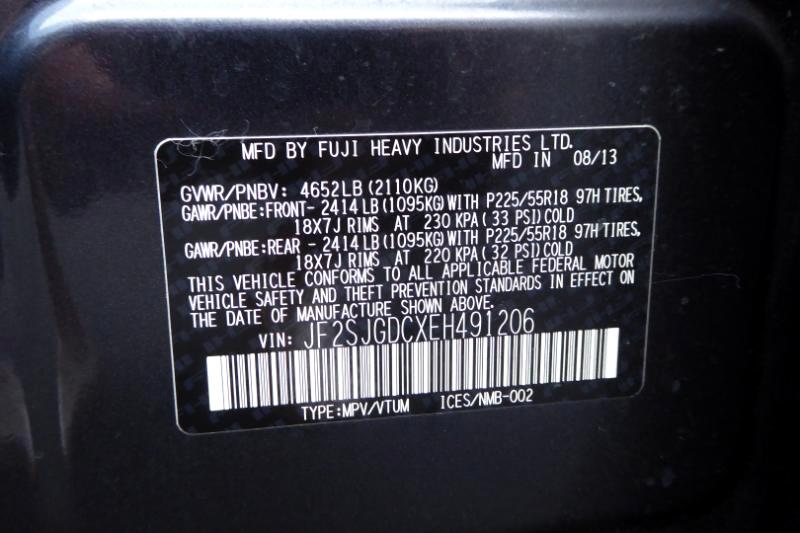 MFD BY FUJI HEAVY INDUSTRIES LTD.
MFD IN 08/13
GVWR/PNBV: 4652LB (2110KG)
GAWR/PNBE:FRONT- 2414LB (1095KG) WITH P225/55R18 97H TIRES,
18X7J RIMS AT 230 KPA ( 33 PSI) COLD
GAWR/PNBE:REAR - 2414LB (1095KG) WITH P225/55R18 97H TIRES,
18X7J RIMS AT 220 KPA ( 32 PSI) COLD
THIS VEHICLE CONFORMS TO ALL APPLICABLE FEDERAL MOTOR
VEHICLE SAFETY AND THEFT PREVENTION STANDARDS IN EFFECT ON
THE DATE OF MANUFACTURE SHOWN ABOVE.
VIN: JF2SJGDCXEH491206
TYPE:MPV/VTUM ICES/NMB-002